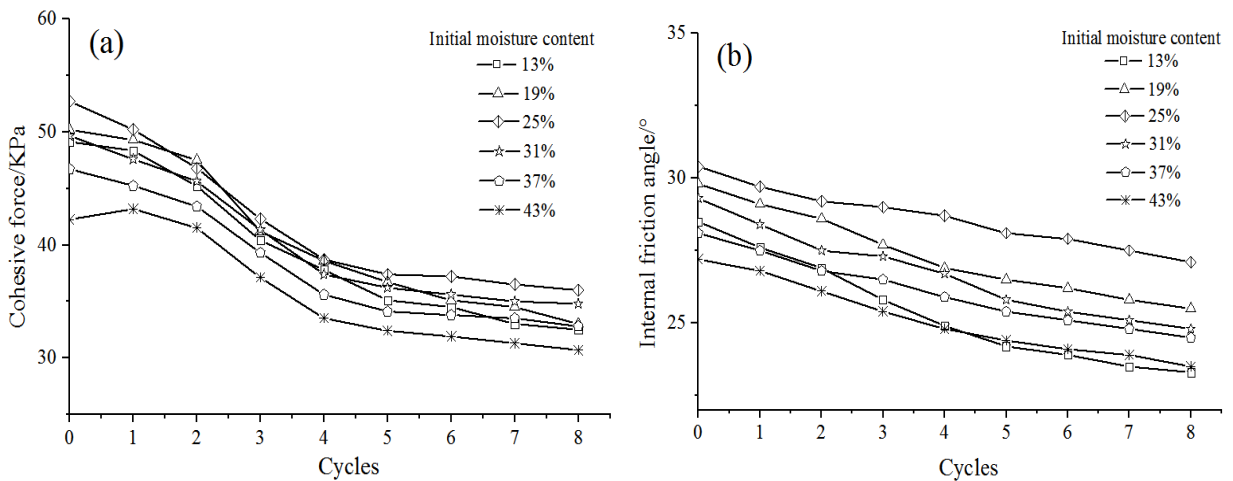 (a)
Initial moisture content
13%
19%
25%
31%
37%
43%
Cohesive force/KPa
60
50
40
30
0 1 2 3 4 5 6 7 8
Cycles
(b)
Initial moisture content
13%
19%
25%
31%
37%
43%
Internal friction angle/°
35
30
25
0 1 2 3 4 5 6 7 8
Cycles